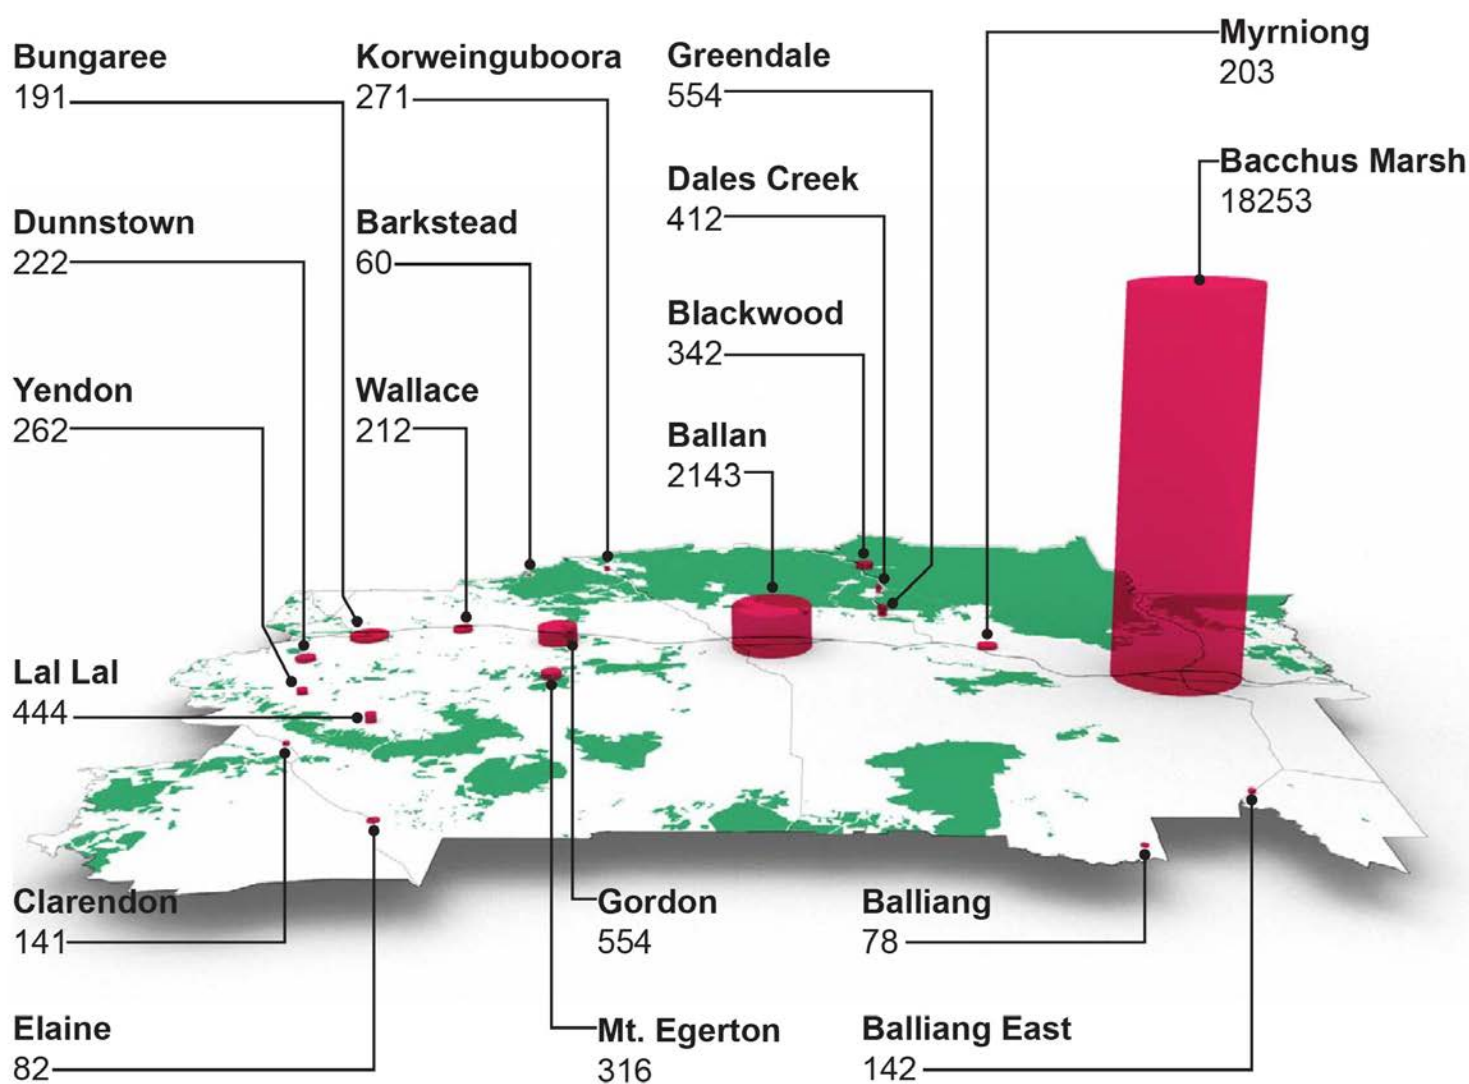 Bungaree
191
Korweinguboora
271
Greendale
554
Myrniong
203
Dunnstown
222
Barkstead
60
Dales Creek
412
Bacchus Marsh
18253
Yendon
262
Wallace
212
Blackwood
342
Ballan
2143
Lal Lal
444
Clarendon
141
Gordon
554
Balliang
78
Elaine
82
Mt. Egerton
316
Balliang East
142